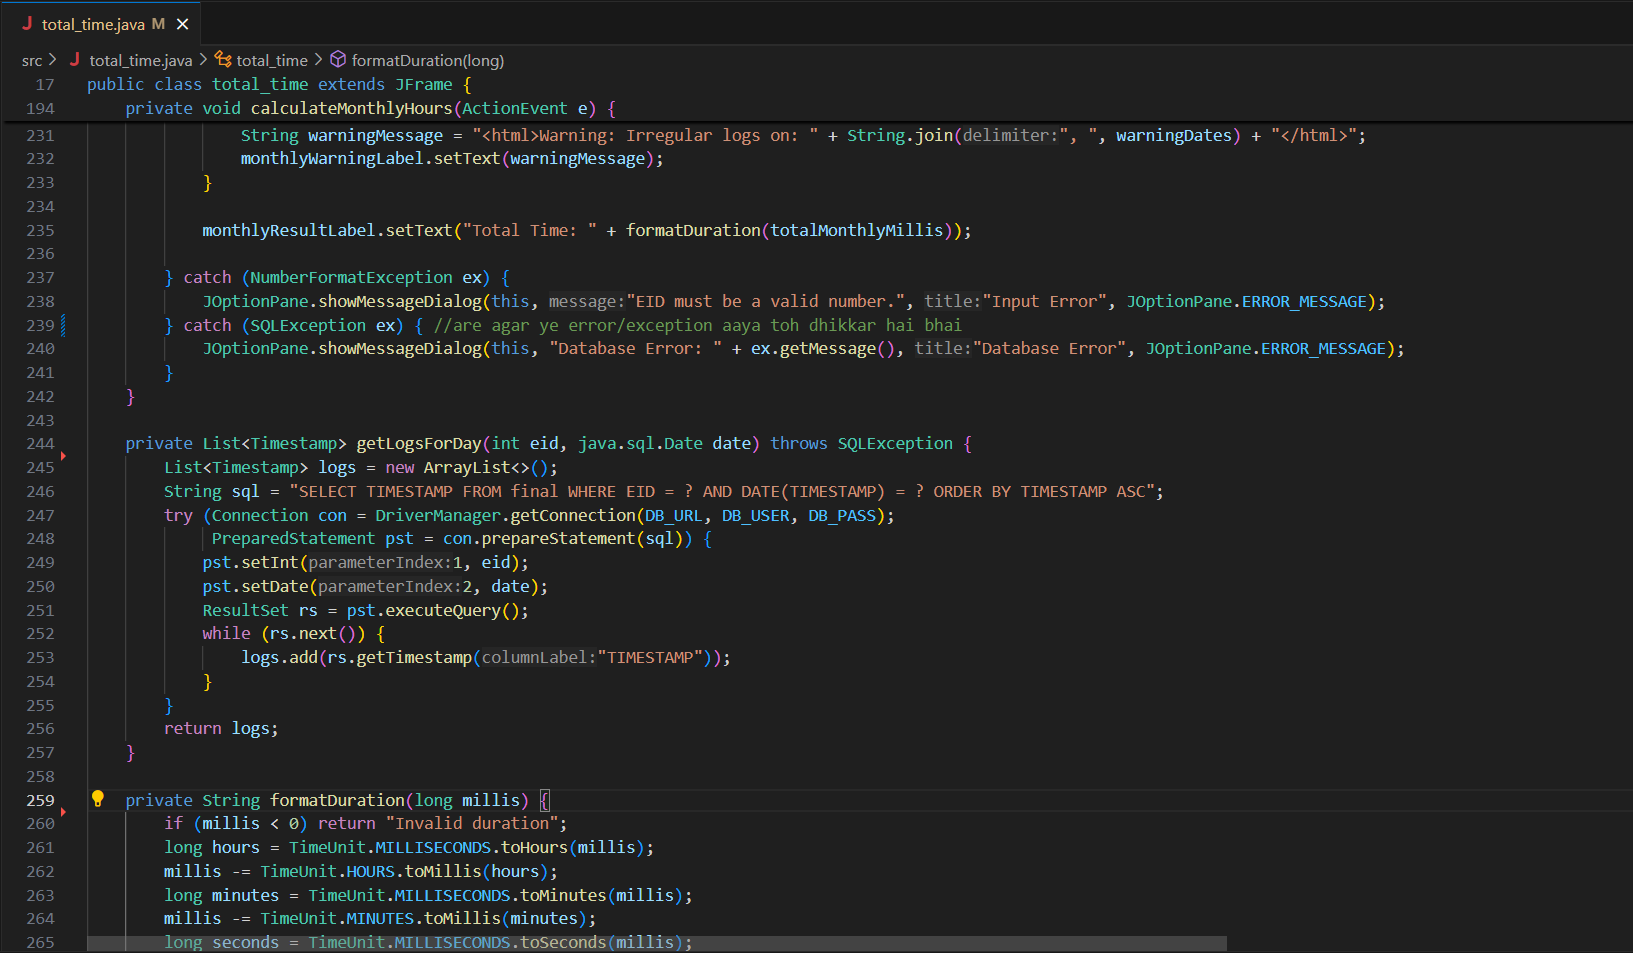 total_time.java M
src > total_time.java > total_time > formatDuration(long)
17 public class total_time extends JFrame {
194 private void calculateMonthlyHours(ActionEvent e) {
231 String warningMessage = "<html>Warning: Irregular logs on: " + String.join(delimiter:", ", warningDates) + "</html>";
232 monthlyWarningLabel.setText(warningMessage);
233 }
234
235 monthlyResultLabel.setText("Total Time: " + formatDuration(totalMonthlyMillis));
236
237 } catch (NumberFormatException ex) {
238 JOptionPane.showMessageDialog(this, message:"EID must be a valid number.", title:"Input Error", JOptionPane.ERROR_MESSAGE);
239 } catch (SQLException ex) { //are agar ye error/exception aaya toh dhikkar hai bhai
240 JOptionPane.showMessageDialog(this, "Database Error: " + ex.getMessage(), title:"Database Error", JOptionPane.ERROR_MESSAGE);
241 }
242 }
243
244 private List<Timestamp> getLogsForDay(int eid, java.sql.Date date) throws SQLException {
245 List<Timestamp> logs = new ArrayList<>();
246 String sql = "SELECT TIMESTAMP FROM final WHERE EID = ? AND DATE(TIMESTAMP) = ? ORDER BY TIMESTAMP ASC";
247 try (Connection con = DriverManager.getConnection(DB_URL, DB_USER, DB_PASS);
248 PreparedStatement pst = con.prepareStatement(sql)) {
249 pst.setInt(parameterIndex:1, eid);
250 pst.setDate(parameterIndex:2, date);
251 ResultSet rs = pst.executeQuery();
252 while (rs.next()) {
253 logs.add(rs.getTimestamp(columnLabel:"TIMESTAMP"));
254 }
255 }
256 return logs;
257 }
258
259 private String formatDuration(long millis) {
260 if (millis < 0) return "Invalid duration";
261 long hours = TimeUnit.MILLISECONDS.toHours(millis);
262 millis -= TimeUnit.HOURS.toMillis(hours);
263 long minutes = TimeUnit.MILLISECONDS.toMinutes(millis);
264 millis -= TimeUnit.MINUTES.toMillis(minutes);
265 long seconds = TimeUnit.MILLISECONDS.toSeconds(millis);